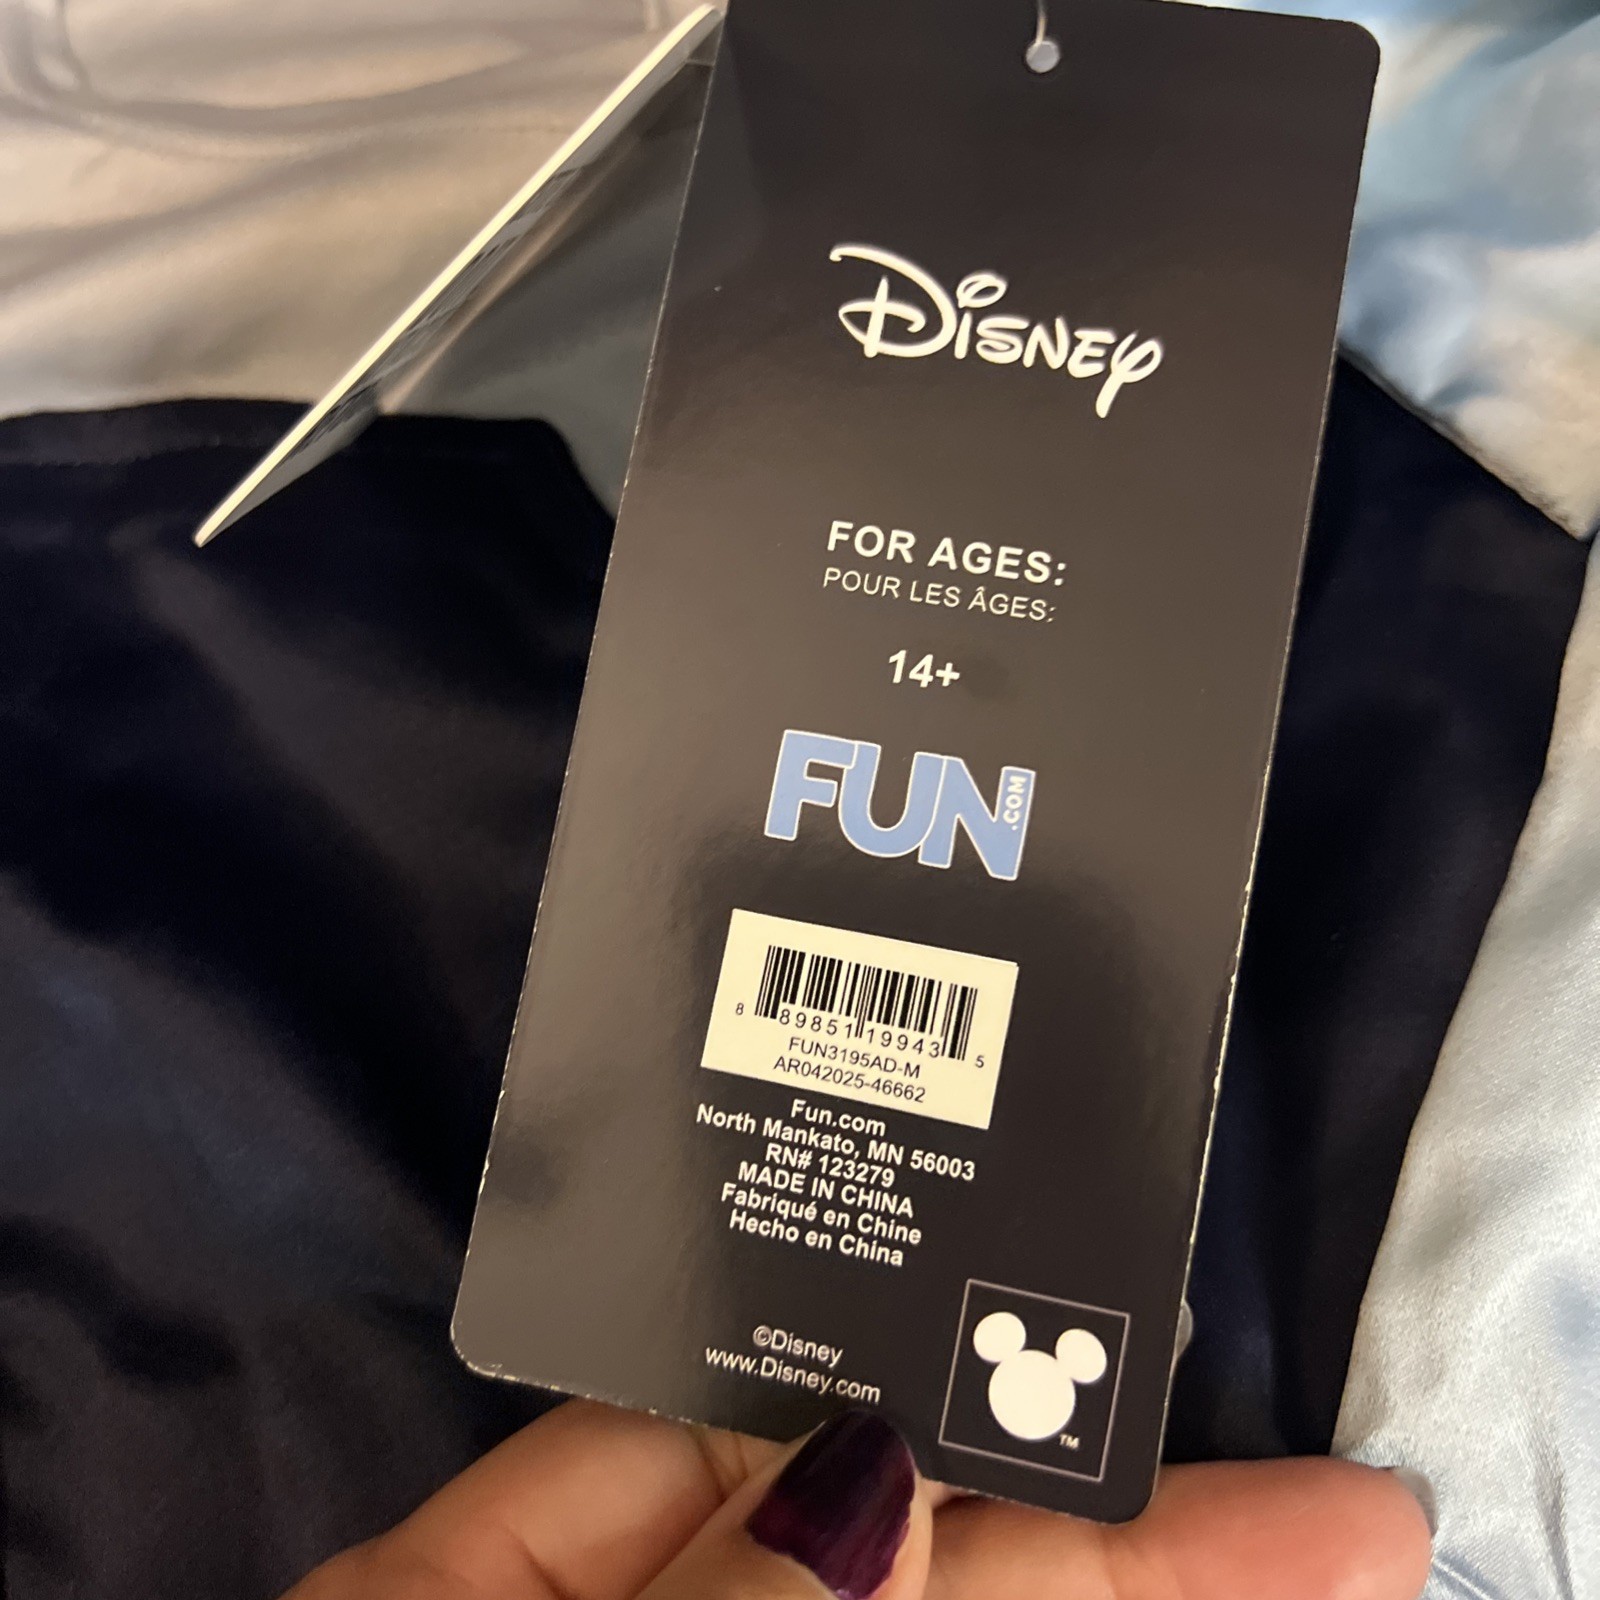 Disney
FOR AGES:
POUR LES ÂGES:
14+
FUN.COM
8 89851 19943 5
FUN3195AD-M
AR042025-46662
Fun.com
North Mankato, MN 56003
RN# 123279
MADE IN CHINA
Fabriqué en Chine
Hecho en China
©Disney
www.Disney.com
TM